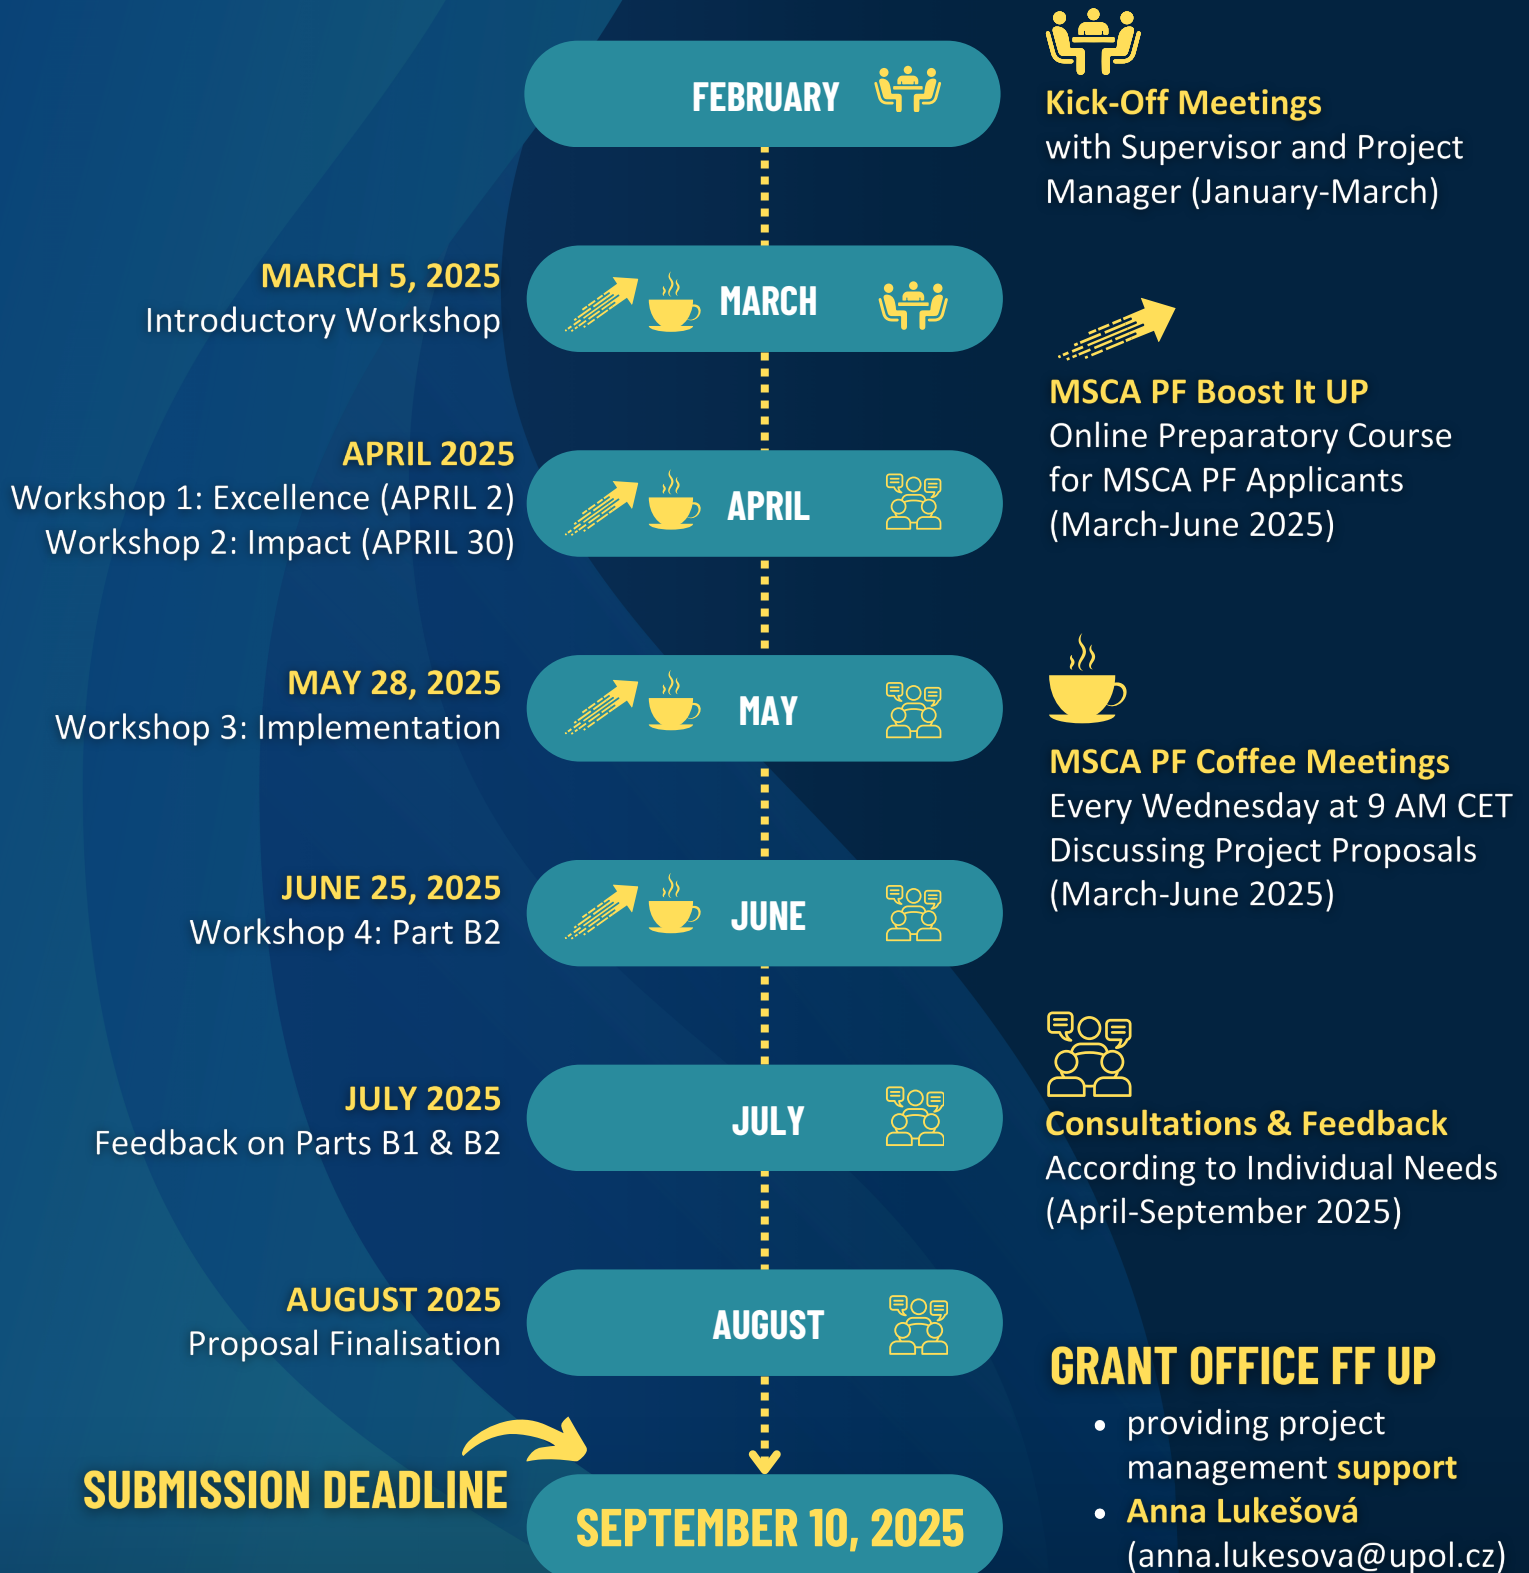 FEBRUARY
Kick-Off Meetings
with Supervisor and Project
Manager (January-March)
MARCH 5, 2025
Introductory Workshop
MARCH
MSCA PF Boost It UP
Online Preparatory Course
for MSCA PF Applicants
(March-June 2025)
APRIL 2025
Workshop 1: Excellence (APRIL 2)
Workshop 2: Impact (APRIL 30)
APRIL
MAY 28, 2025
Workshop 3: Implementation
MAY
MSCA PF Coffee Meetings
Every Wednesday at 9 AM CET
Discussing Project Proposals
(March-June 2025)
JUNE 25, 2025
Workshop 4: Part B2
JUNE
JULY 2025
Feedback on Parts B1 & B2
JULY
Consultations & Feedback
According to Individual Needs
(April-September 2025)
AUGUST 2025
Proposal Finalisation
AUGUST
SUBMISSION DEADLINE
SEPTEMBER 10, 2025
GRANT OFFICE FF UP
• providing project
management support
• Anna Lukešová
(anna.lukesova@upol.cz)